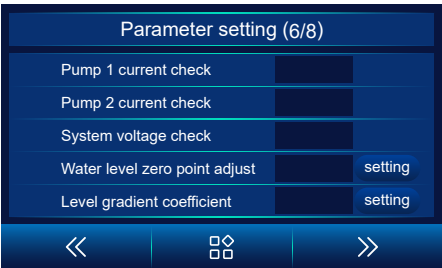 Parameter setting (6/8)
Pump 1 current check
Pump 2 current check
System voltage check
Water level zero point adjust setting
Level gradient coefficient setting